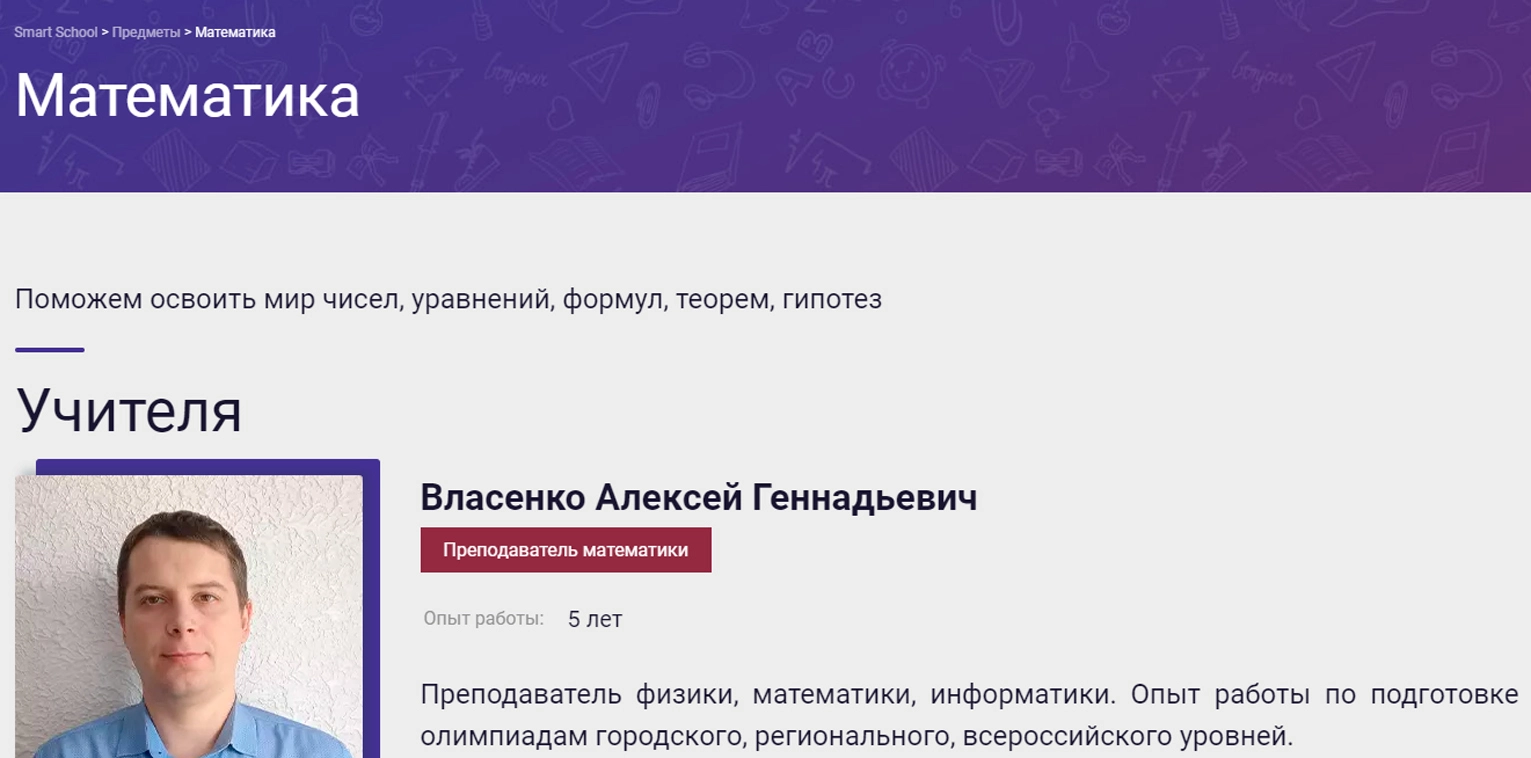 Smart School > Предметы > Математика
Математика
Поможем освоить мир чисел, уравнений, формул, теорем, гипотез
Учителя
Власенко Алексей Геннадьевич
Преподаватель математики
Опыт работы: 5 лет
Преподаватель физики, математики, информатики. Опыт работы по подготовке
олимпиадам городского, регионального, всероссийского уровней.